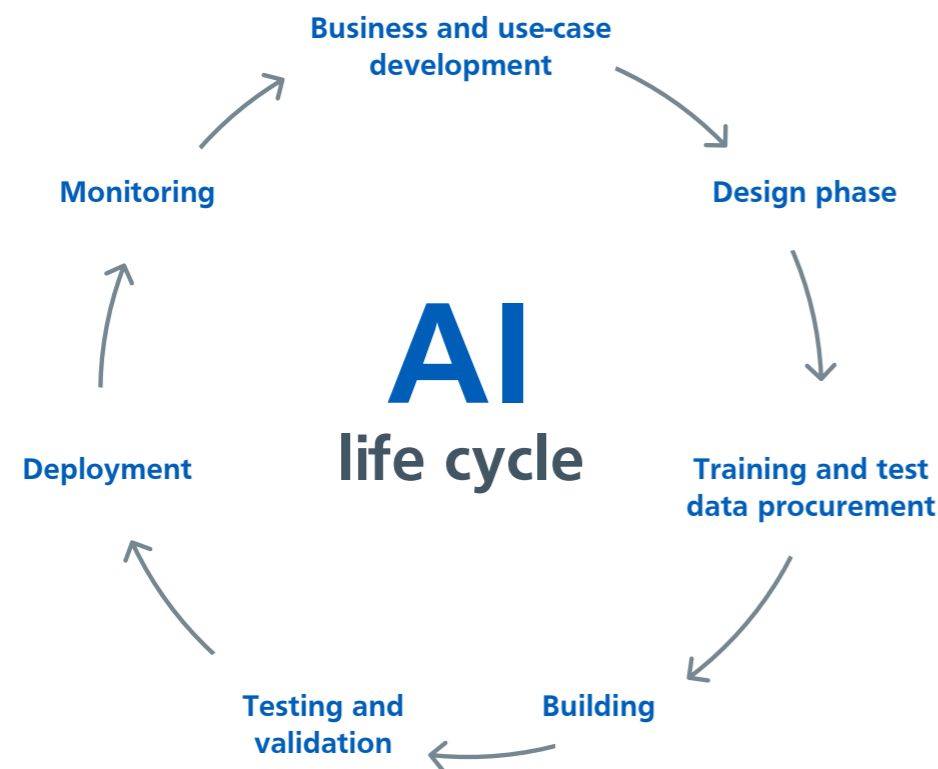 Business and use-case
development
Design phase
Training and test
data procurement
Building
Testing and
validation
Deployment
Monitoring
AI
life cycle